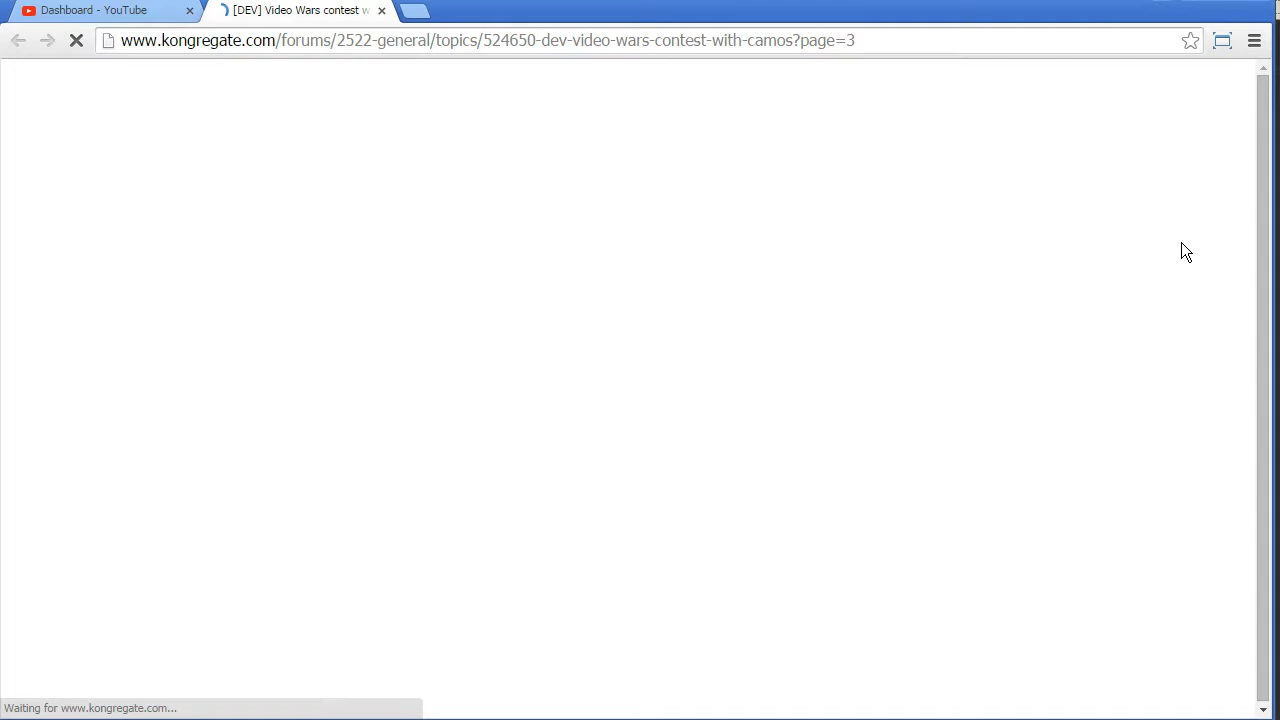 Dashboard - YouTube
[DEV] Video Wars contest w
www.kongregate.com/forums/2522-general/topics/524650-dev-video-wars-contest-with-camos?page=3
Waiting for www.kongregate.com...